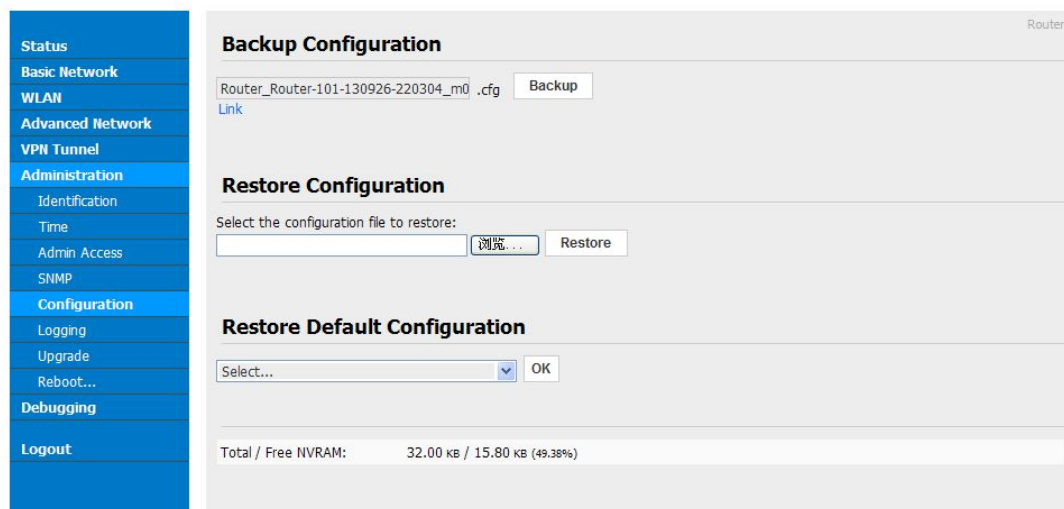 Router
Status
Basic Network
WLAN
Advanced Network
VPN Tunnel
Administration
Identification
Time
Admin Access
SNMP
Configuration
Logging
Upgrade
Reboot...
Debugging
Logout
Backup Configuration
Router_Router-101-130926-220304_m0 .cfg Backup
Link
Restore Configuration
Select the configuration file to restore:
浏览... Restore
Restore Default Configuration
Select... OK
Total / Free NVRAM: 32.00 KB / 15.80 KB (49.38%)